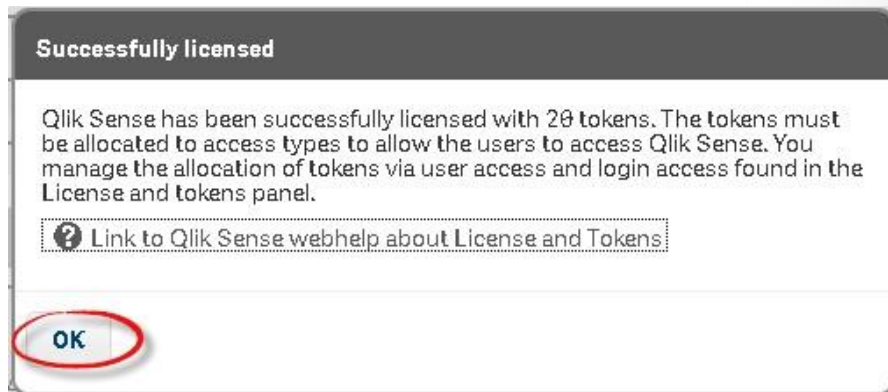 Successfully licensed
Qlik Sense has been successfully licensed with 20 tokens. The tokens must
be allocated to access types to allow the users to access Qlik Sense. You
manage the allocation of tokens via user access and login access found in the
License and tokens panel.
Link to Qlik Sense webhelp about License and Tokens
OK